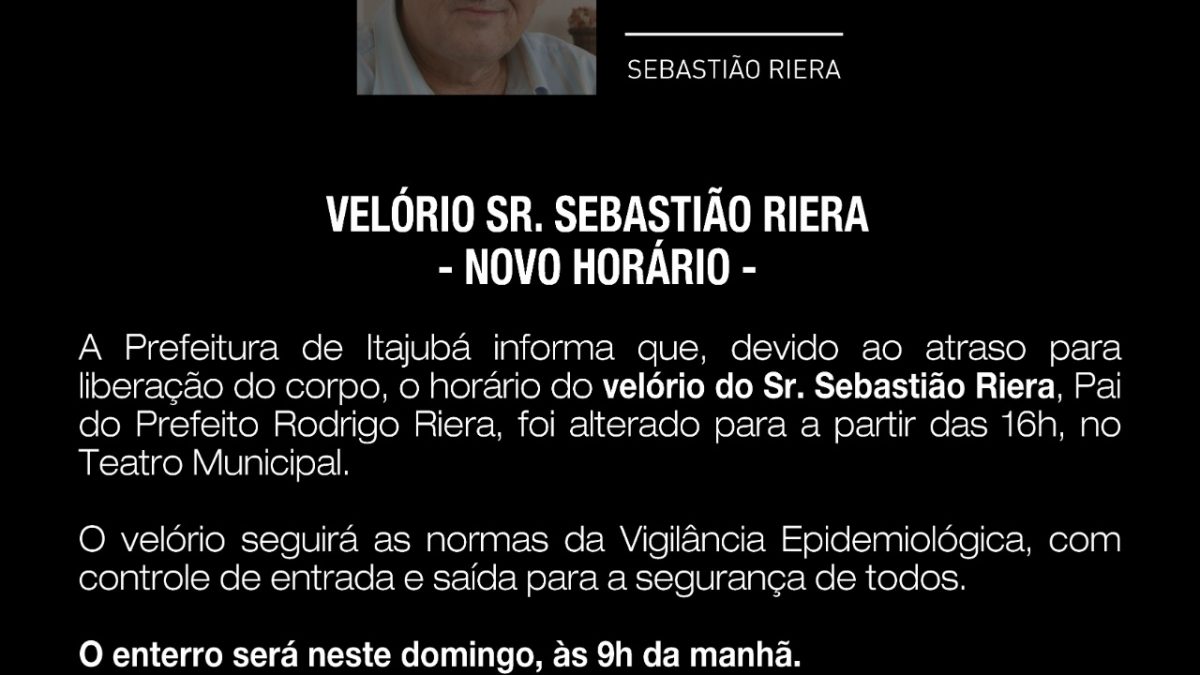 SEBASTIÃO RIERA
VELÓRIO SR. SEBASTIÃO RIERA
- NOVO HORÁRIO -
A Prefeitura de Itajubá informa que, devido ao atraso para
liberação do corpo, o horário do velório do Sr. Sebastião Riera, Pai
do Prefeito Rodrigo Riera, foi alterado para a partir das 16h, no
Teatro Municipal.
O velório seguirá as normas da Vigilância Epidemiológica, com
controle de entrada e saída para a segurança de todos.
O enterro será neste domingo, às 9h da manhã.